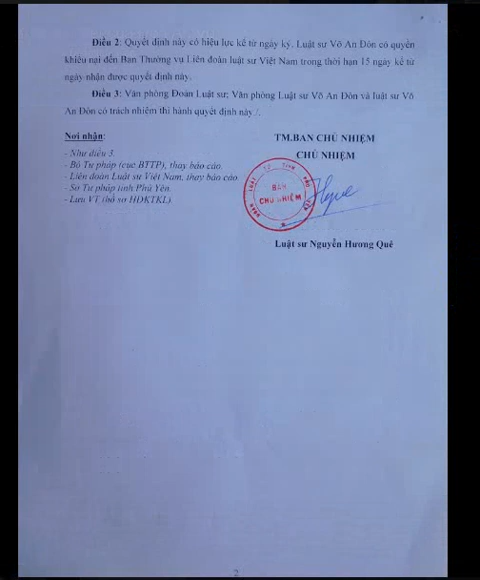 Điều 2: Quyết định này có hiệu lực kể từ ngày ký. Luật sư Võ An Đôn có quyền
khiếu nại đến Ban Thường vụ Liên đoàn luật sư Việt Nam trong thời hạn 15 ngày kể từ
ngày nhận được quyết định này.
Điều 3: Văn phòng Đoàn Luật sư; Văn phòng Luật sư Võ An Đôn và luật sư Võ
An Đôn có trách nhiệm thi hành quyết định này./.
Nơi nhận:
- Như điều 3.
- Bộ Tư pháp (cục BTTP), thay báo cáo.
- Liên đoàn Luật sư Việt Nam, thay báo cáo.
- Sở Tư pháp tỉnh Phú Yên.
- Lưu VT (hồ sơ HĐKTKL).
TM.BAN CHỦ NHIỆM
CHỦ NHIỆM
BAN
CHỦ NHIỆM
Luật sư Nguyễn Hương Quê
2